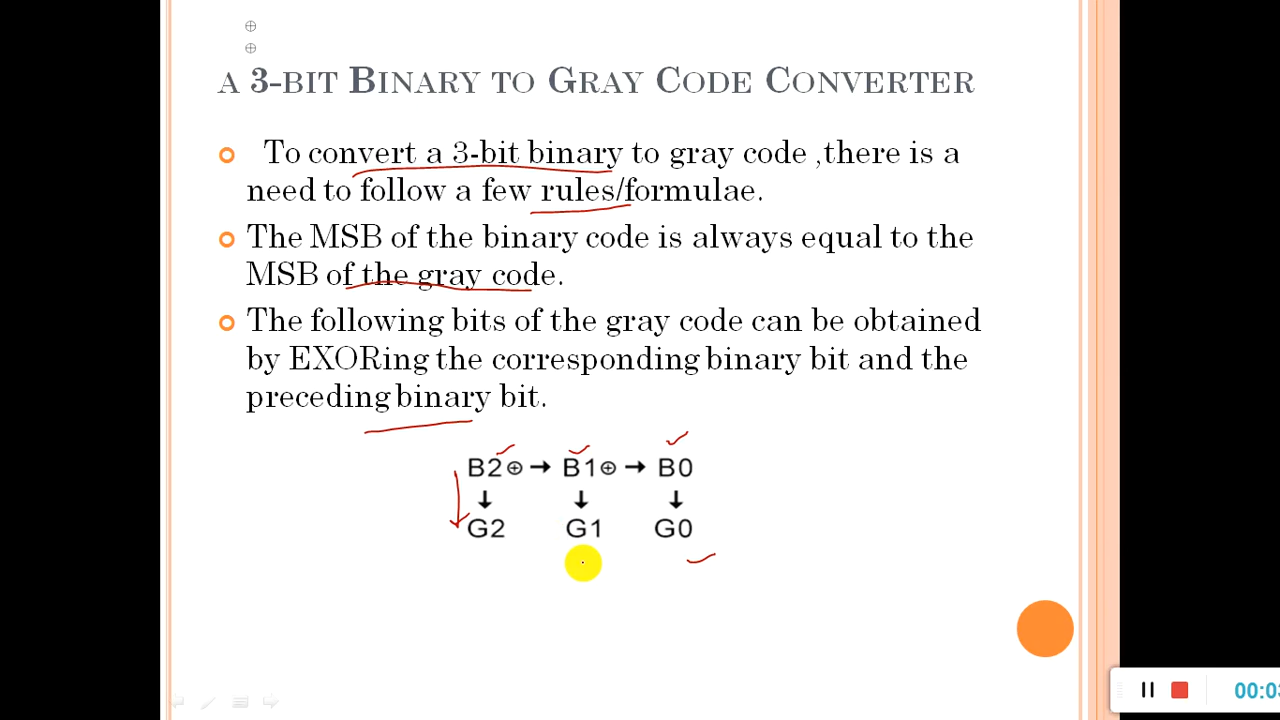 ⊕
⊕
A 3-BIT BINARY TO GRAY CODE CONVERTER
To convert a 3-bit binary to gray code ,there is a
need to follow a few rules/formulae.
The MSB of the binary code is always equal to the
MSB of the gray code.
The following bits of the gray code can be obtained
by EXORing the corresponding binary bit and the
preceding binary bit.
B2⊕ → B1⊕ → B0
↓ ↓ ↓
G2 G1 G0